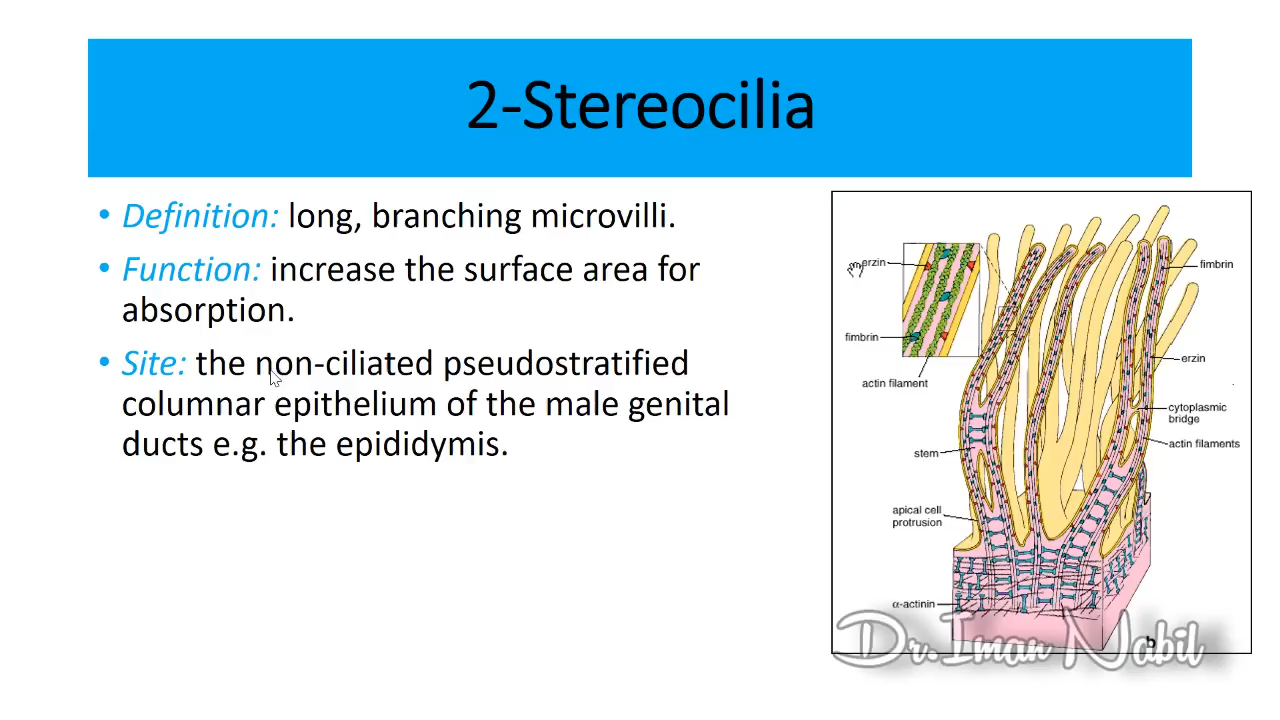 2-Stereocilia
• Definition: long, branching microvilli.
• Function: increase the surface area for
absorption.
• Site: the non-ciliated pseudostratified
columnar epithelium of the male genital
ducts e.g. the epididymis.
erzin
fimbrin
actin filament
stem
apical cell
protrusion
α-actinin
fimbrin
erzin
cytoplasmic
bridge
actin filaments
b
Dr.Iman Nabil